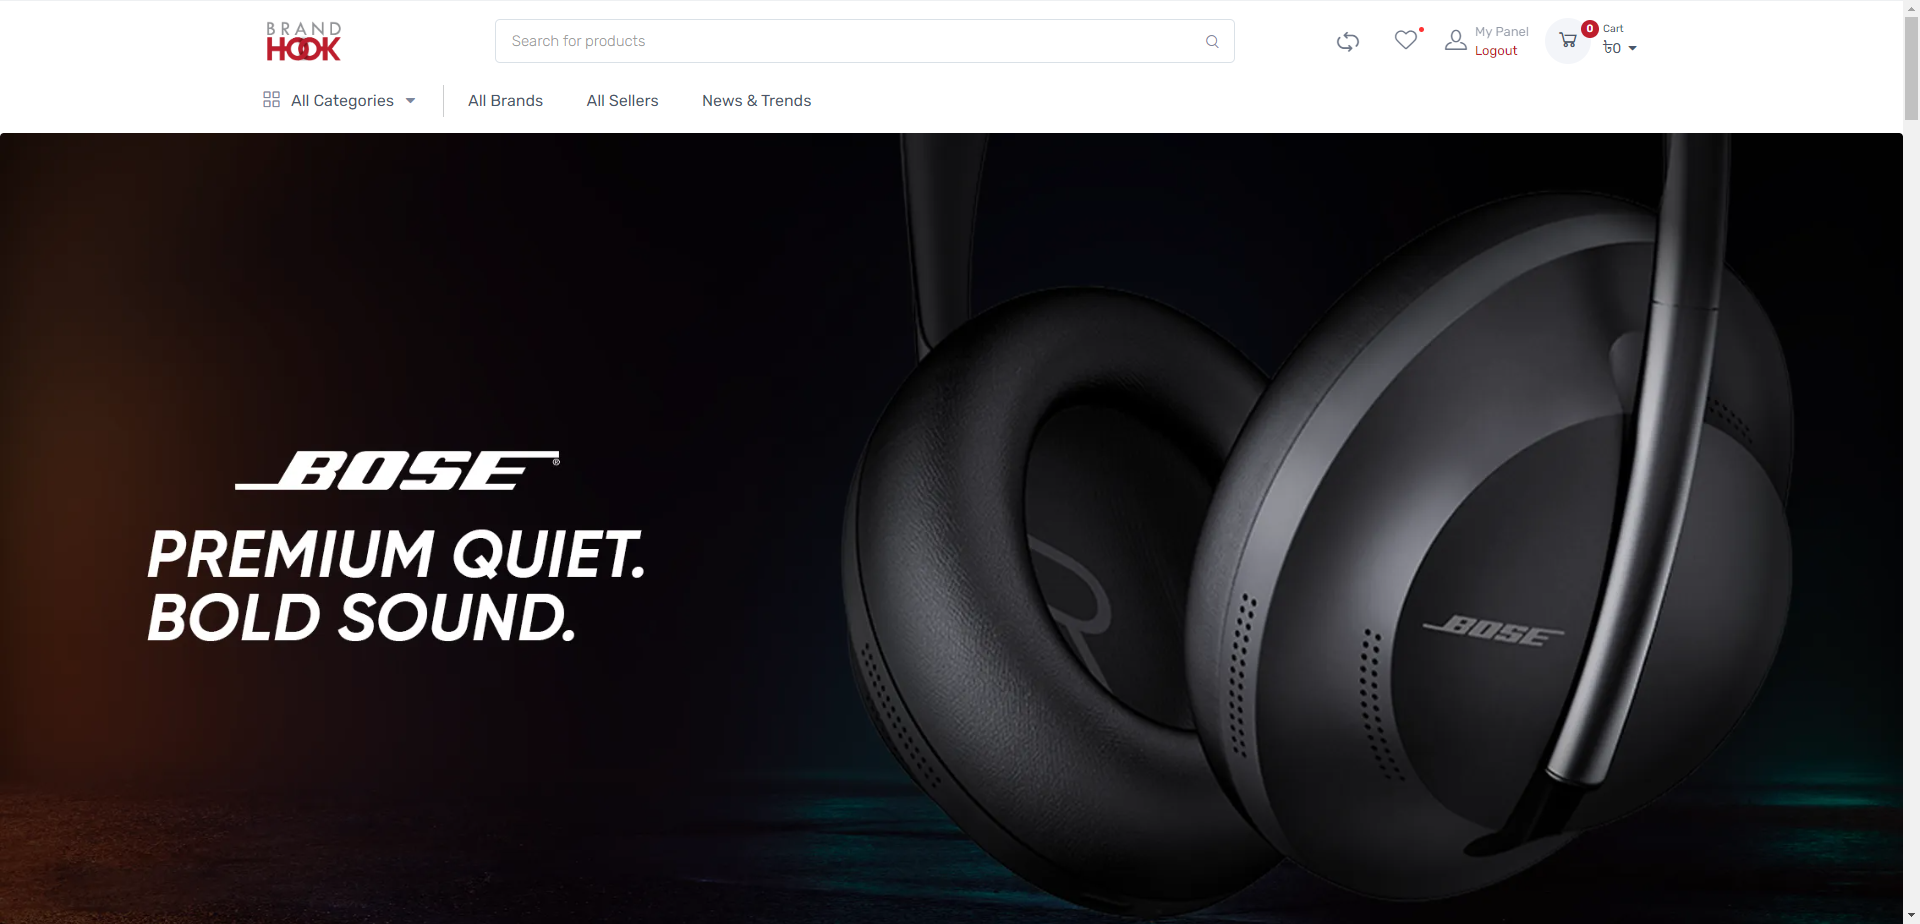 BRAND
HOOK
Search for products
My Panel
Logout
0
Cart
৳0
All Categories
All Brands
All Sellers
News & Trends
BOSE®
PREMIUM QUIET.
BOLD SOUND.
R
BOSE